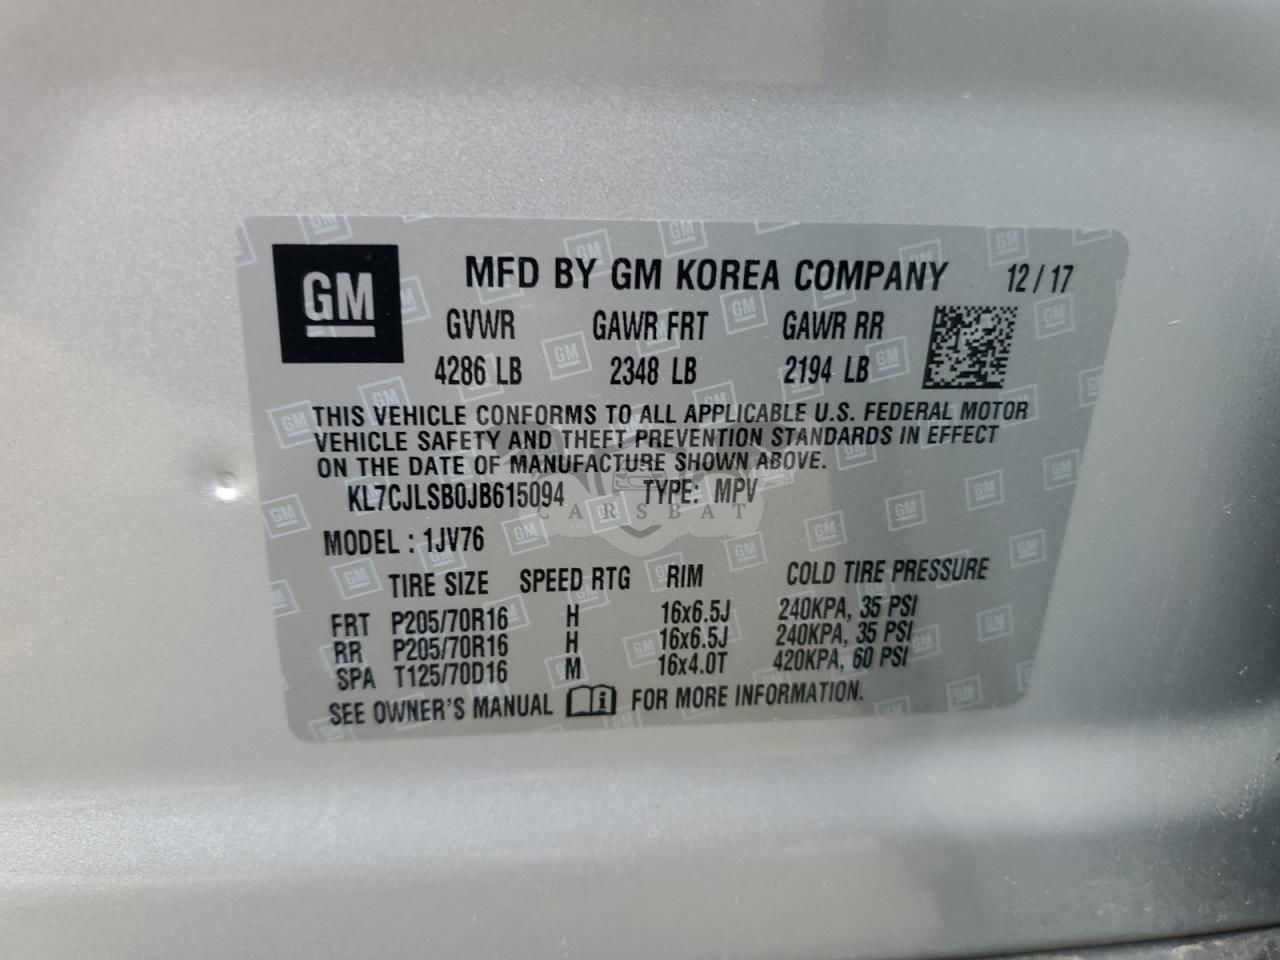 GM
MFD BY GM KOREA COMPANY 12/17
GVWR GAWR FRT GAWR RR
4286 LB 2348 LB 2194 LB
THIS VEHICLE CONFORMS TO ALL APPLICABLE U.S. FEDERAL MOTOR
VEHICLE SAFETY AND THEFT PREVENTION STANDARDS IN EFFECT
ON THE DATE OF MANUFACTURE SHOWN ABOVE.
KL7CJLSB0JB615094 TYPE: MPV
CARSBAT
MODEL : 1JV76
TIRE SIZE SPEED RTG RIM COLD TIRE PRESSURE
FRT P205/70R16 H 16x6.5J 240KPA, 35 PSI
RR P205/70R16 H 16x6.5J 240KPA, 35 PSI
SPA T125/70D16 M 16x4.0T 420KPA, 60 PSI
SEE OWNER'S MANUAL FOR MORE INFORMATION.